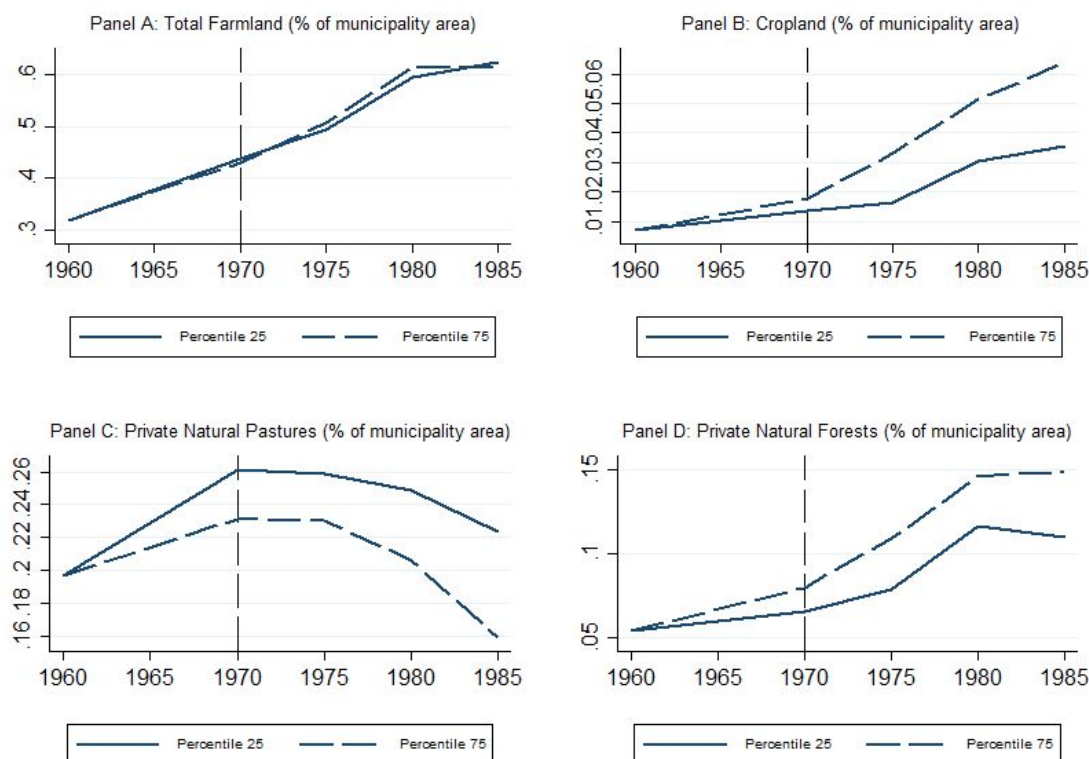 Panel A: Total Farmland (% of municipality area)
.6
.5
.4
.3
1960 1965 1970 1975 1980 1985
Percentile 25 Percentile 75
Panel B: Cropland (% of municipality area)
.01.02.03.04.05.06
1960 1965 1970 1975 1980 1985
Percentile 25 Percentile 75
Panel C: Private Natural Pastures (% of municipality area)
.16.18 .2 .22.24.26
1960 1965 1970 1975 1980 1985
Percentile 25 Percentile 75
Panel D: Private Natural Forests (% of municipality area)
.15
.1
.05
1960 1965 1970 1975 1980 1985
Percentile 25 Percentile 75